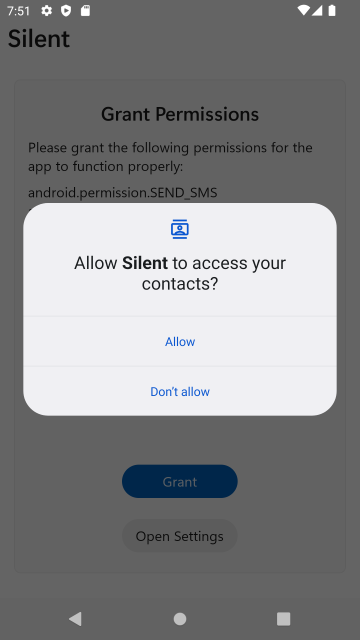 7:51
Silent
Grant Permissions
Please grant the following permissions for the
app to function properly:
android.permission.SEND_SMS
Allow Silent to access your
contacts?
Allow
Don't allow
Grant
Open Settings